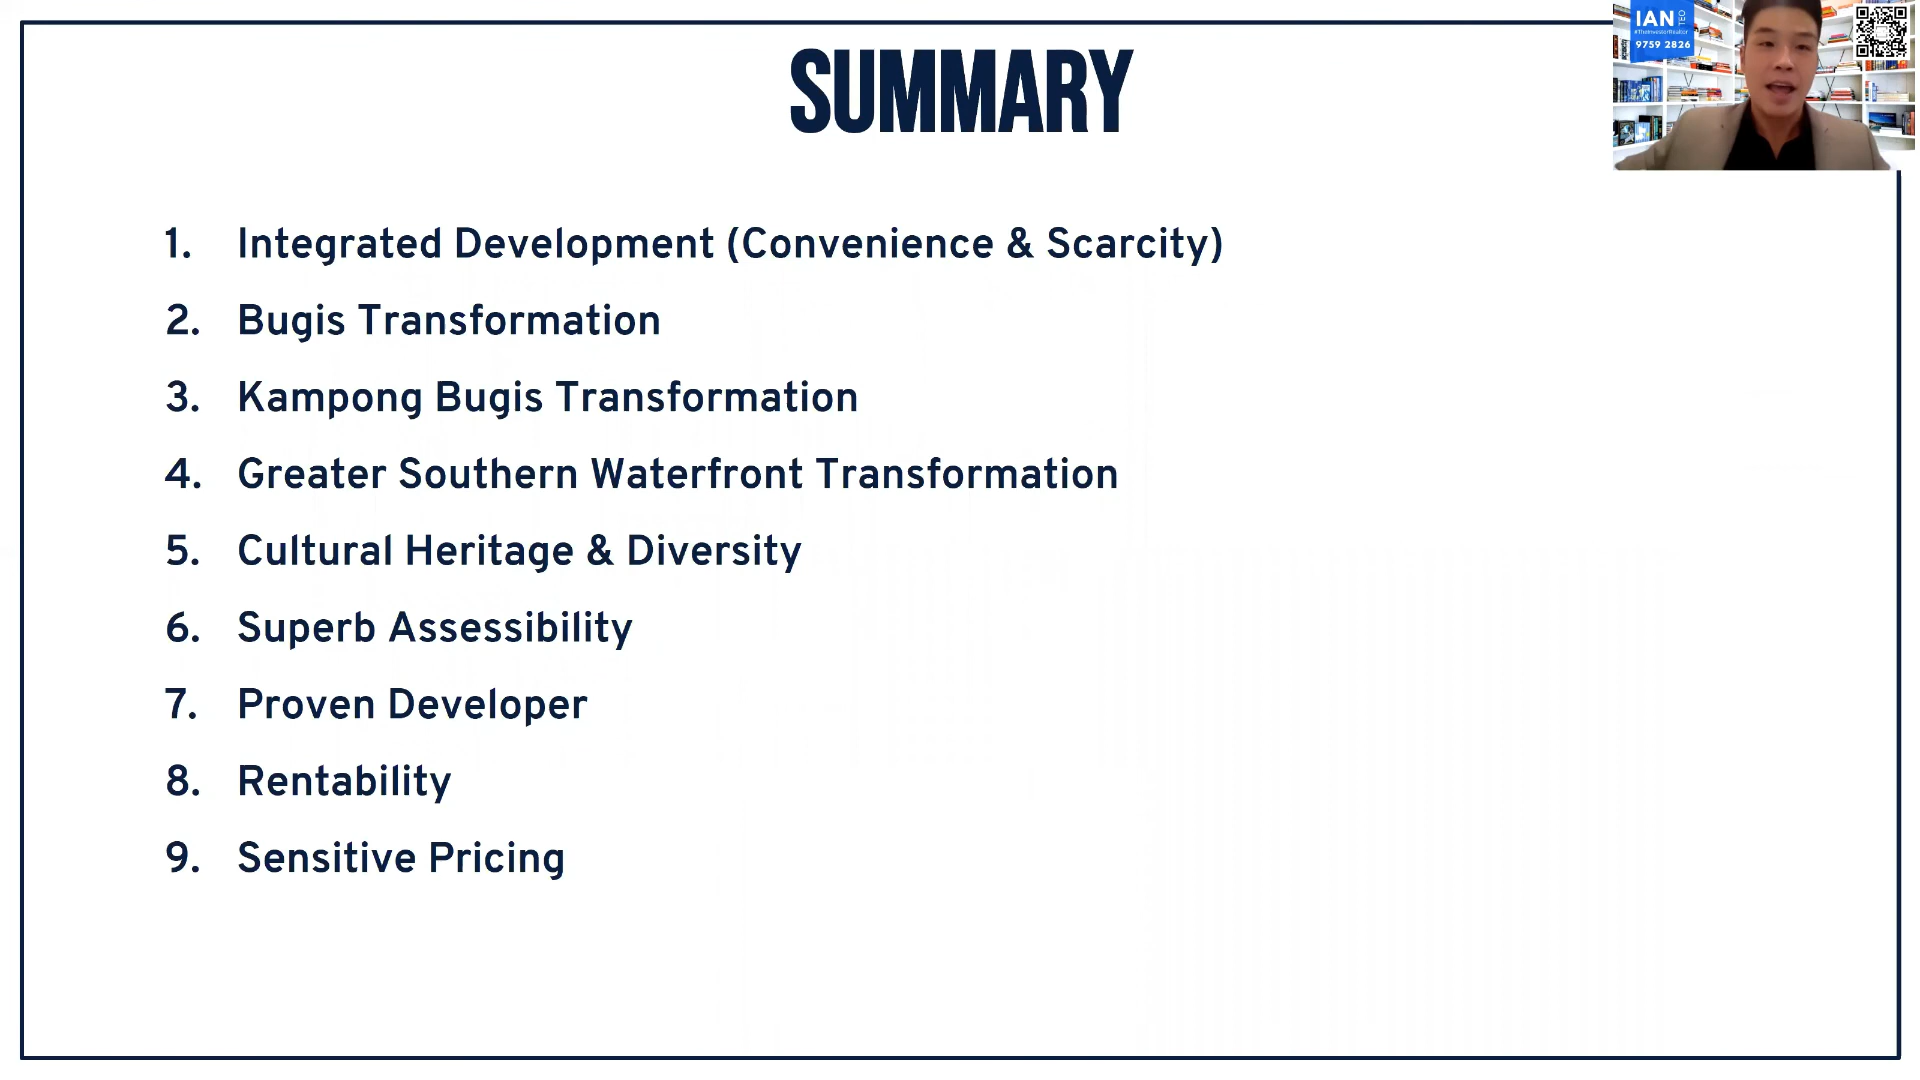 SUMMARY
IAN TEO
#TheInvestorRealtor
9759 2826
1. Integrated Development (Convenience & Scarcity)
2. Bugis Transformation
3. Kampong Bugis Transformation
4. Greater Southern Waterfront Transformation
5. Cultural Heritage & Diversity
6. Superb Assessibility
7. Proven Developer
8. Rentability
9. Sensitive Pricing